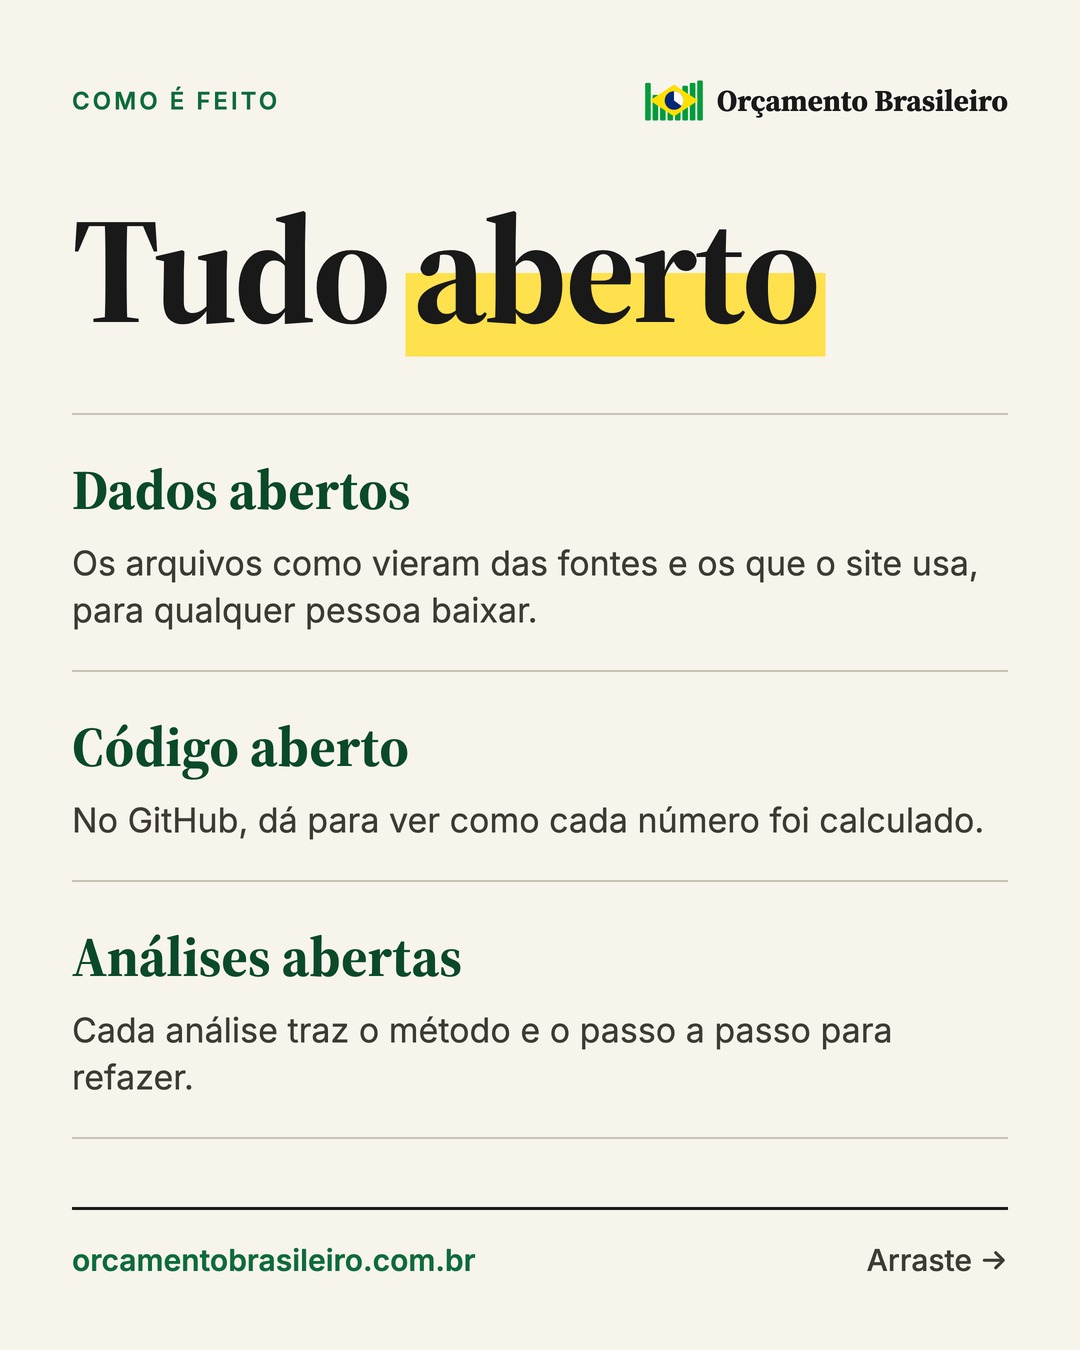 COMO É FEITO
Orçamento Brasileiro
Tudo aberto
Dados abertos
Os arquivos como vieram das fontes e os que o site usa,
para qualquer pessoa baixar.
Código aberto
No GitHub, dá para ver como cada número foi calculado.
Análises abertas
Cada análise traz o método e o passo a passo para
refazer.
orcamentobrasileiro.com.br
Arraste →